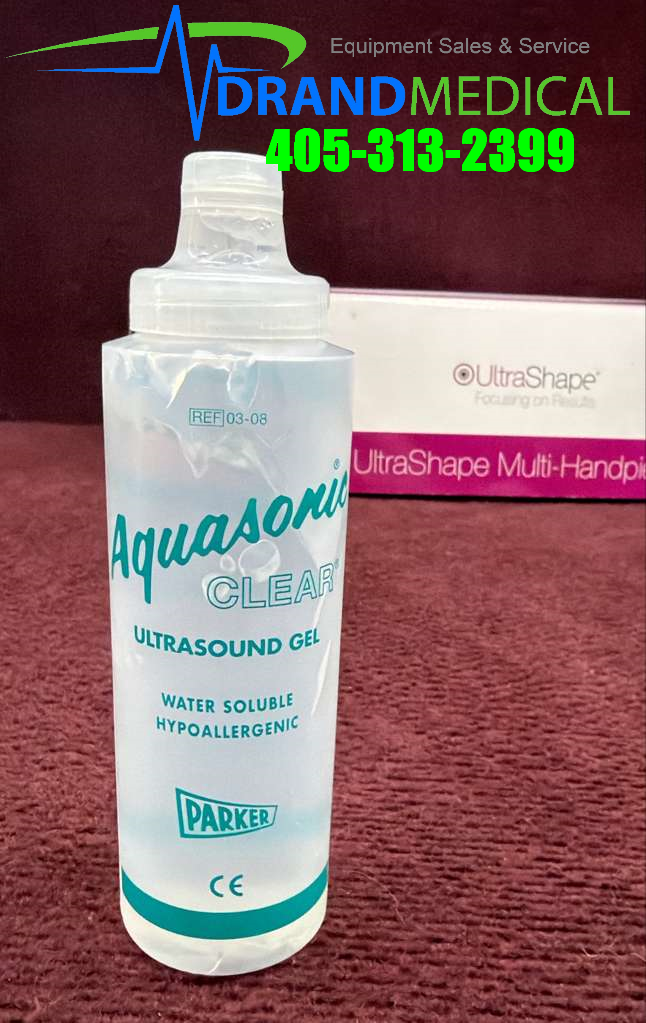 Equipment Sales & Service
DRANDMEDICAL
405-313-2399
UltraShape
Focusing on Results
UltraShape Multi-Handpie
REF 03-08
Aquasonic®
CLEAR®
ULTRASOUND GEL
WATER SOLUBLE
HYPOALLERGENIC
PARKER
CE